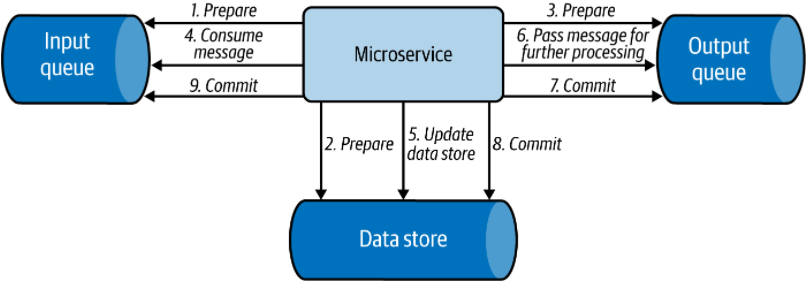 1. Prepare
3. Prepare
Input
queue
4. Consume
message
Microservice
6. Pass message for
further processing
Output
queue
9. Commit
7. Commit
2. Prepare
5. Update
data store
8. Commit
Data store